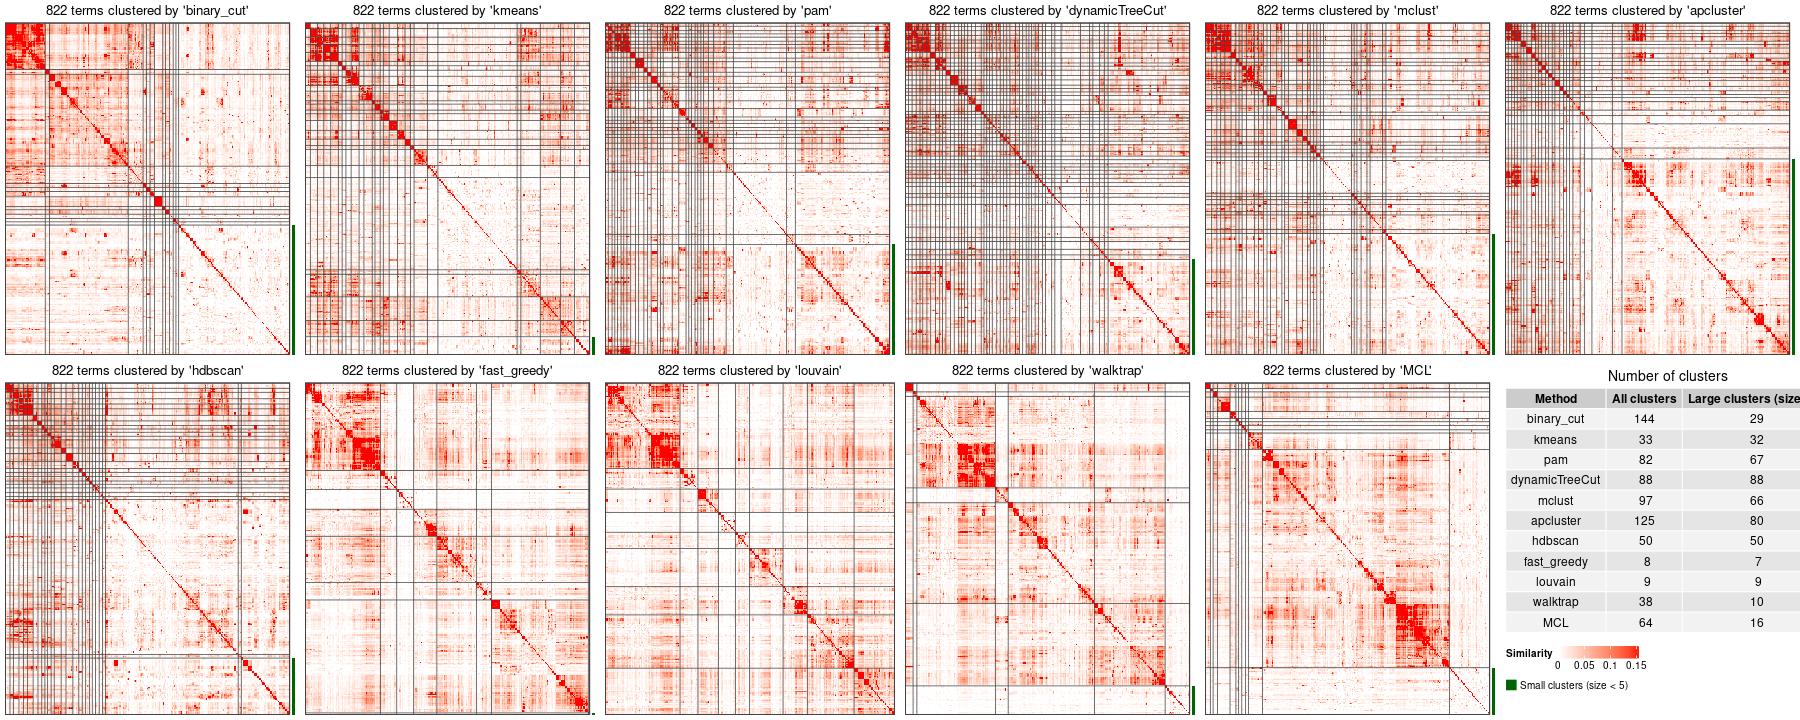 822 terms clustered by 'binary_cut'
822 terms clustered by 'kmeans'
822 terms clustered by 'pam'
822 terms clustered by 'dynamicTreeCut'
822 terms clustered by 'mclust'
822 terms clustered by 'apcluster'
822 terms clustered by 'hdbscan'
822 terms clustered by 'fast_greedy'
822 terms clustered by 'louvain'
822 terms clustered by 'walktrap'
822 terms clustered by 'MCL'
Number of clusters
Method All clusters Large clusters (size
binary_cut 144 29
kmeans 33 32
pam 82 67
dynamicTreeCut 88 88
mclust 97 66
apcluster 125 80
hdbscan 50 50
fast_greedy 8 7
louvain 9 9
walktrap 38 10
MCL 64 16
Similarity
0 0.05 0.1 0.15
Small clusters (size < 5)